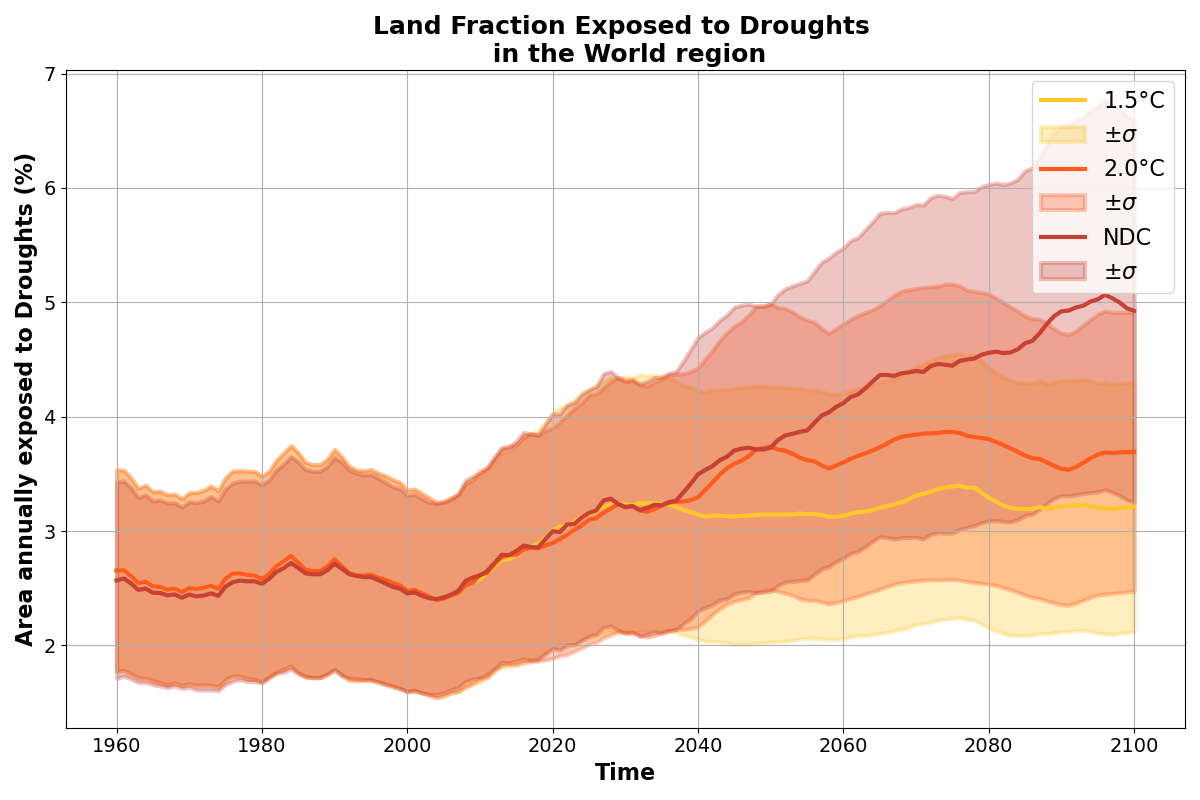 Land Fraction Exposed to Droughts
in the World region
Area annually exposed to Droughts (%)
7
6
5
4
3
2
1960
1980
2000
2020
2040
2060
2080
2100
Time
1.5°C
±σ
2.0°C
±σ
NDC
±σ